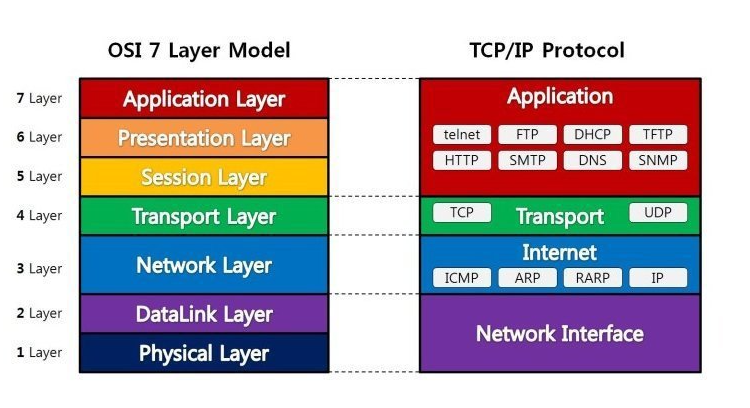 OSI 7 Layer Model
TCP/IP Protocol
7 Layer
Application Layer
6 Layer
Presentation Layer
5 Layer
Session Layer
4 Layer
Transport Layer
3 Layer
Network Layer
2 Layer
DataLink Layer
1 Layer
Physical Layer
Application
telnet FTP DHCP TFTP
HTTP SMTP DNS SNMP
TCP Transport UDP
Internet
ICMP ARP RARP IP
Network Interface